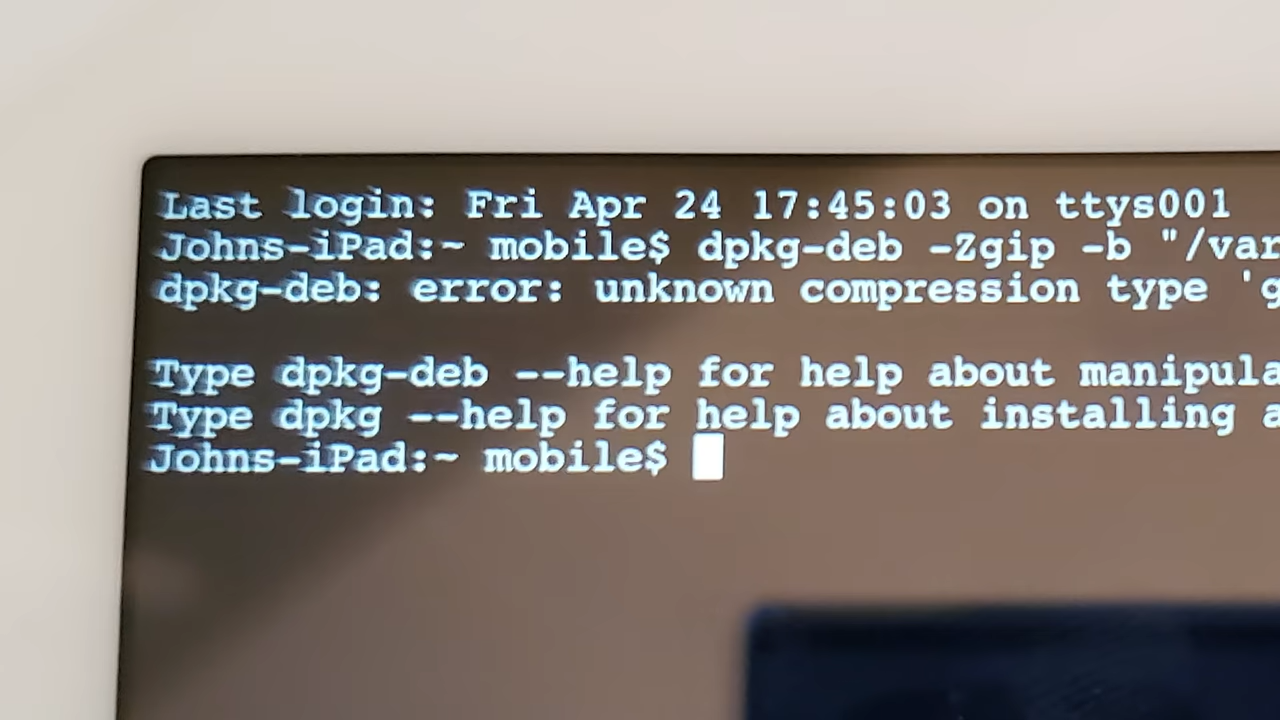 Last login: Fri Apr 24 17:45:03 on ttys001
Johns-iPad:~ mobile$ dpkg-deb -Zgip -b "/var
dpkg-deb: error: unknown compression type 'g
Type dpkg-deb --help for help about manipula
Type dpkg --help for help about installing a
Johns-iPad:~ mobile$